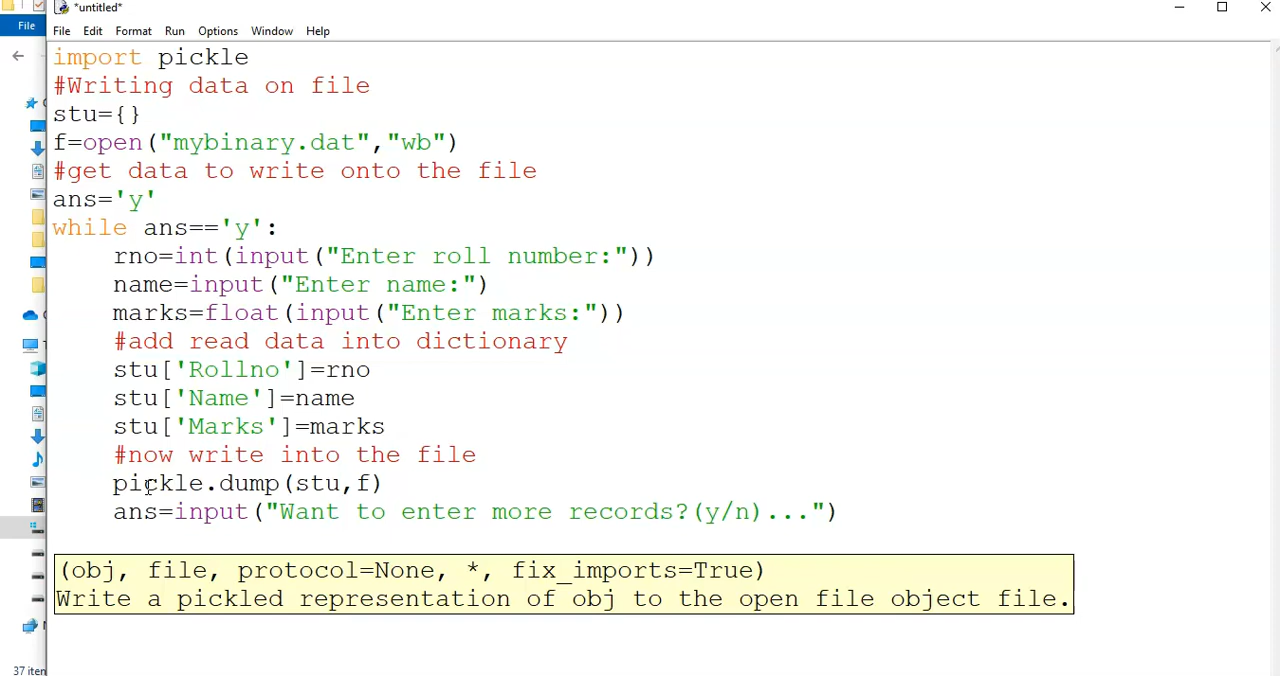 *untitled*
File
File Edit Format Run Options Window Help
import pickle
#Writing data on file
stu={}
f=open("mybinary.dat","wb")
#get data to write onto the file
ans='y'
while ans=='y':
    rno=int(input("Enter roll number:"))
    name=input("Enter name:")
    marks=float(input("Enter marks:"))
    #add read data into dictionary
    stu['Rollno']=rno
    stu['Name']=name
    stu['Marks']=marks
    #now write into the file
    pickle.dump(stu,f)
    ans=input("Want to enter more records?(y/n)...")
(obj, file, protocol=None, *, fix_imports=True)
Write a pickled representation of obj to the open file object file.
37 item